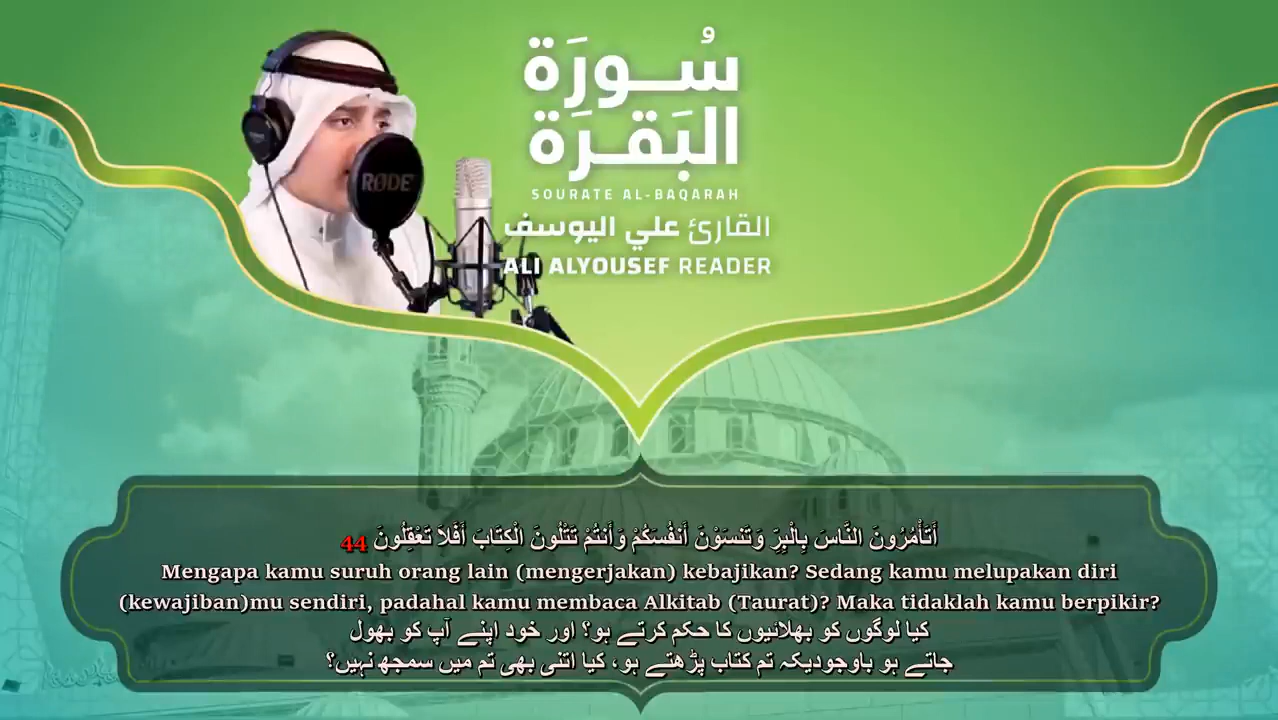 سُورَة
البَقَرَة
SOURATE AL-BAQARAH
القارئ علي اليوسف
ALI ALYOUSEF READER
RØDE
أَتَأْمُرُونَ النَّاسَ بِالْبِرِّ وَتَنسَوْنَ أَنفُسَكُمْ وَأَنتُمْ تَتْلُونَ الْكِتَابَ أَفَلاَ تَعْقِلُونَ 44
Mengapa kamu suruh orang lain (mengerjakan) kebajikan? Sedang kamu melupakan diri
(kewajiban)mu sendiri, padahal kamu membaca Alkitab (Taurat)? Maka tidaklah kamu berpikir?
کیا لوگوں کو بھلائیوں کا حکم کرتے ہو؟ اور خود اپنے آپ کو بھول
جاتے ہو باوجودیکہ تم کتاب پڑھتے ہو، کیا اتنی بھی تم میں سمجھ نہیں؟